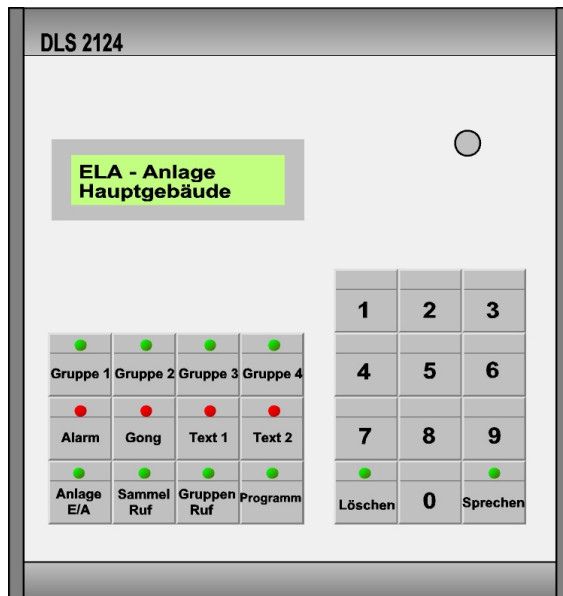 DLS 2124
ELA - Anlage
Hauptgebäude
1 2 3
Gruppe 1 Gruppe 2 Gruppe 3 Gruppe 4
4 5 6
Alarm Gong Text 1 Text 2
7 8 9
Anlage E/A Sammel Ruf Gruppen Ruf Programm
Löschen 0 Sprechen